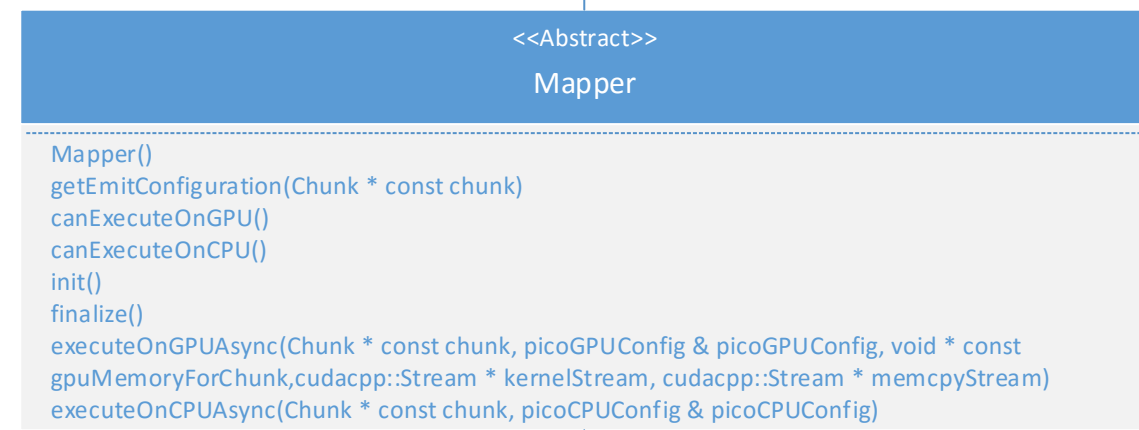 <<Abstract>>
Mapper
Mapper()
getEmitConfiguration(Chunk * const chunk)
canExecuteOnGPU()
canExecuteOnCPU()
init()
finalize()
executeOnGPUAsync(Chunk * const chunk, picoGPUConfig & picoGPUConfig, void * const
gpuMemoryForChunk,cudacpp::Stream * kernelStream, cudacpp::Stream * memcpyStream)
executeOnCPUAsync(Chunk * const chunk, picoCPUConfig & picoCPUConfig)